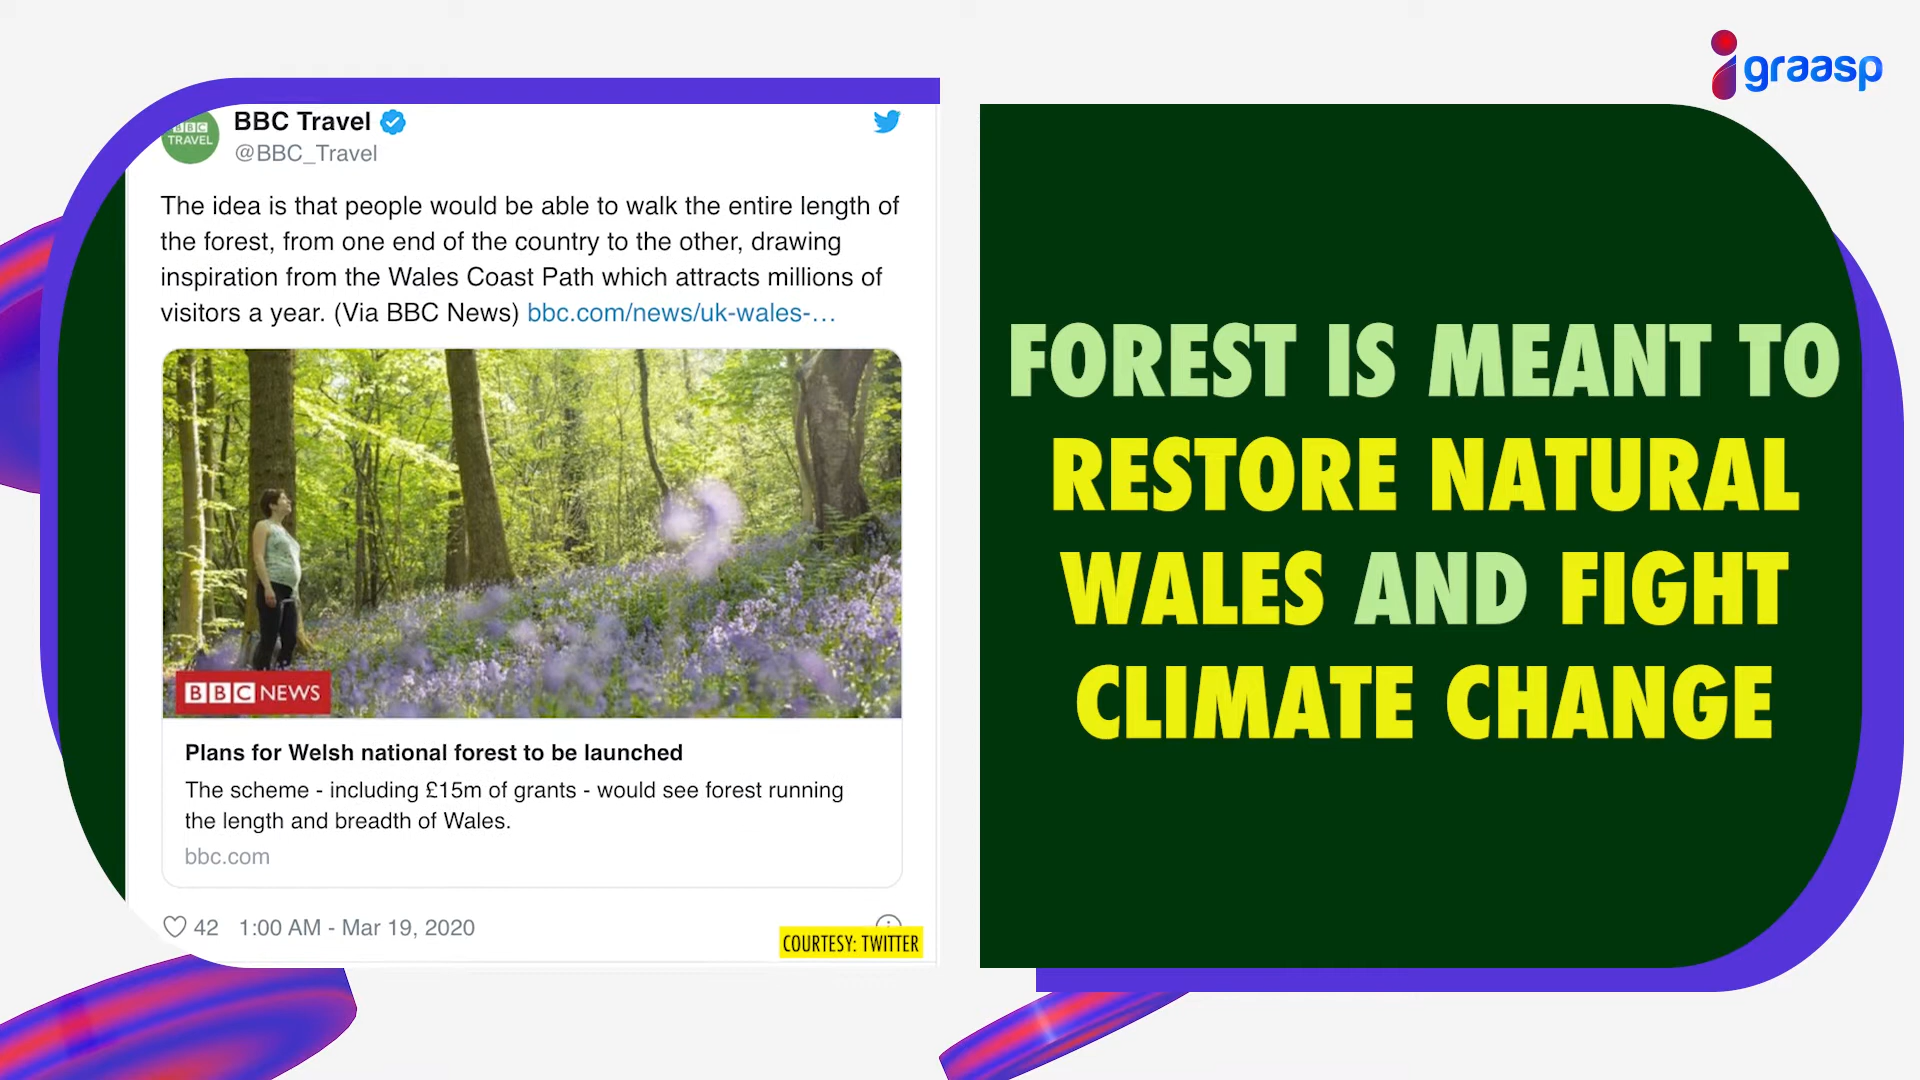 graasp
BBC
TRAVEL
BBC Travel
@BBC_Travel
The idea is that people would be able to walk the entire length of
the forest, from one end of the country to the other, drawing
inspiration from the Wales Coast Path which attracts millions of
visitors a year. (Via BBC News) bbc.com/news/uk-wales-…
BBC NEWS
Plans for Welsh national forest to be launched
The scheme - including £15m of grants - would see forest running
the length and breadth of Wales.
bbc.com
42 1:00 AM - Mar 19, 2020
COURTESY: TWITTER
FOREST IS MEANT TO
RESTORE NATURAL
WALES AND FIGHT
CLIMATE CHANGE